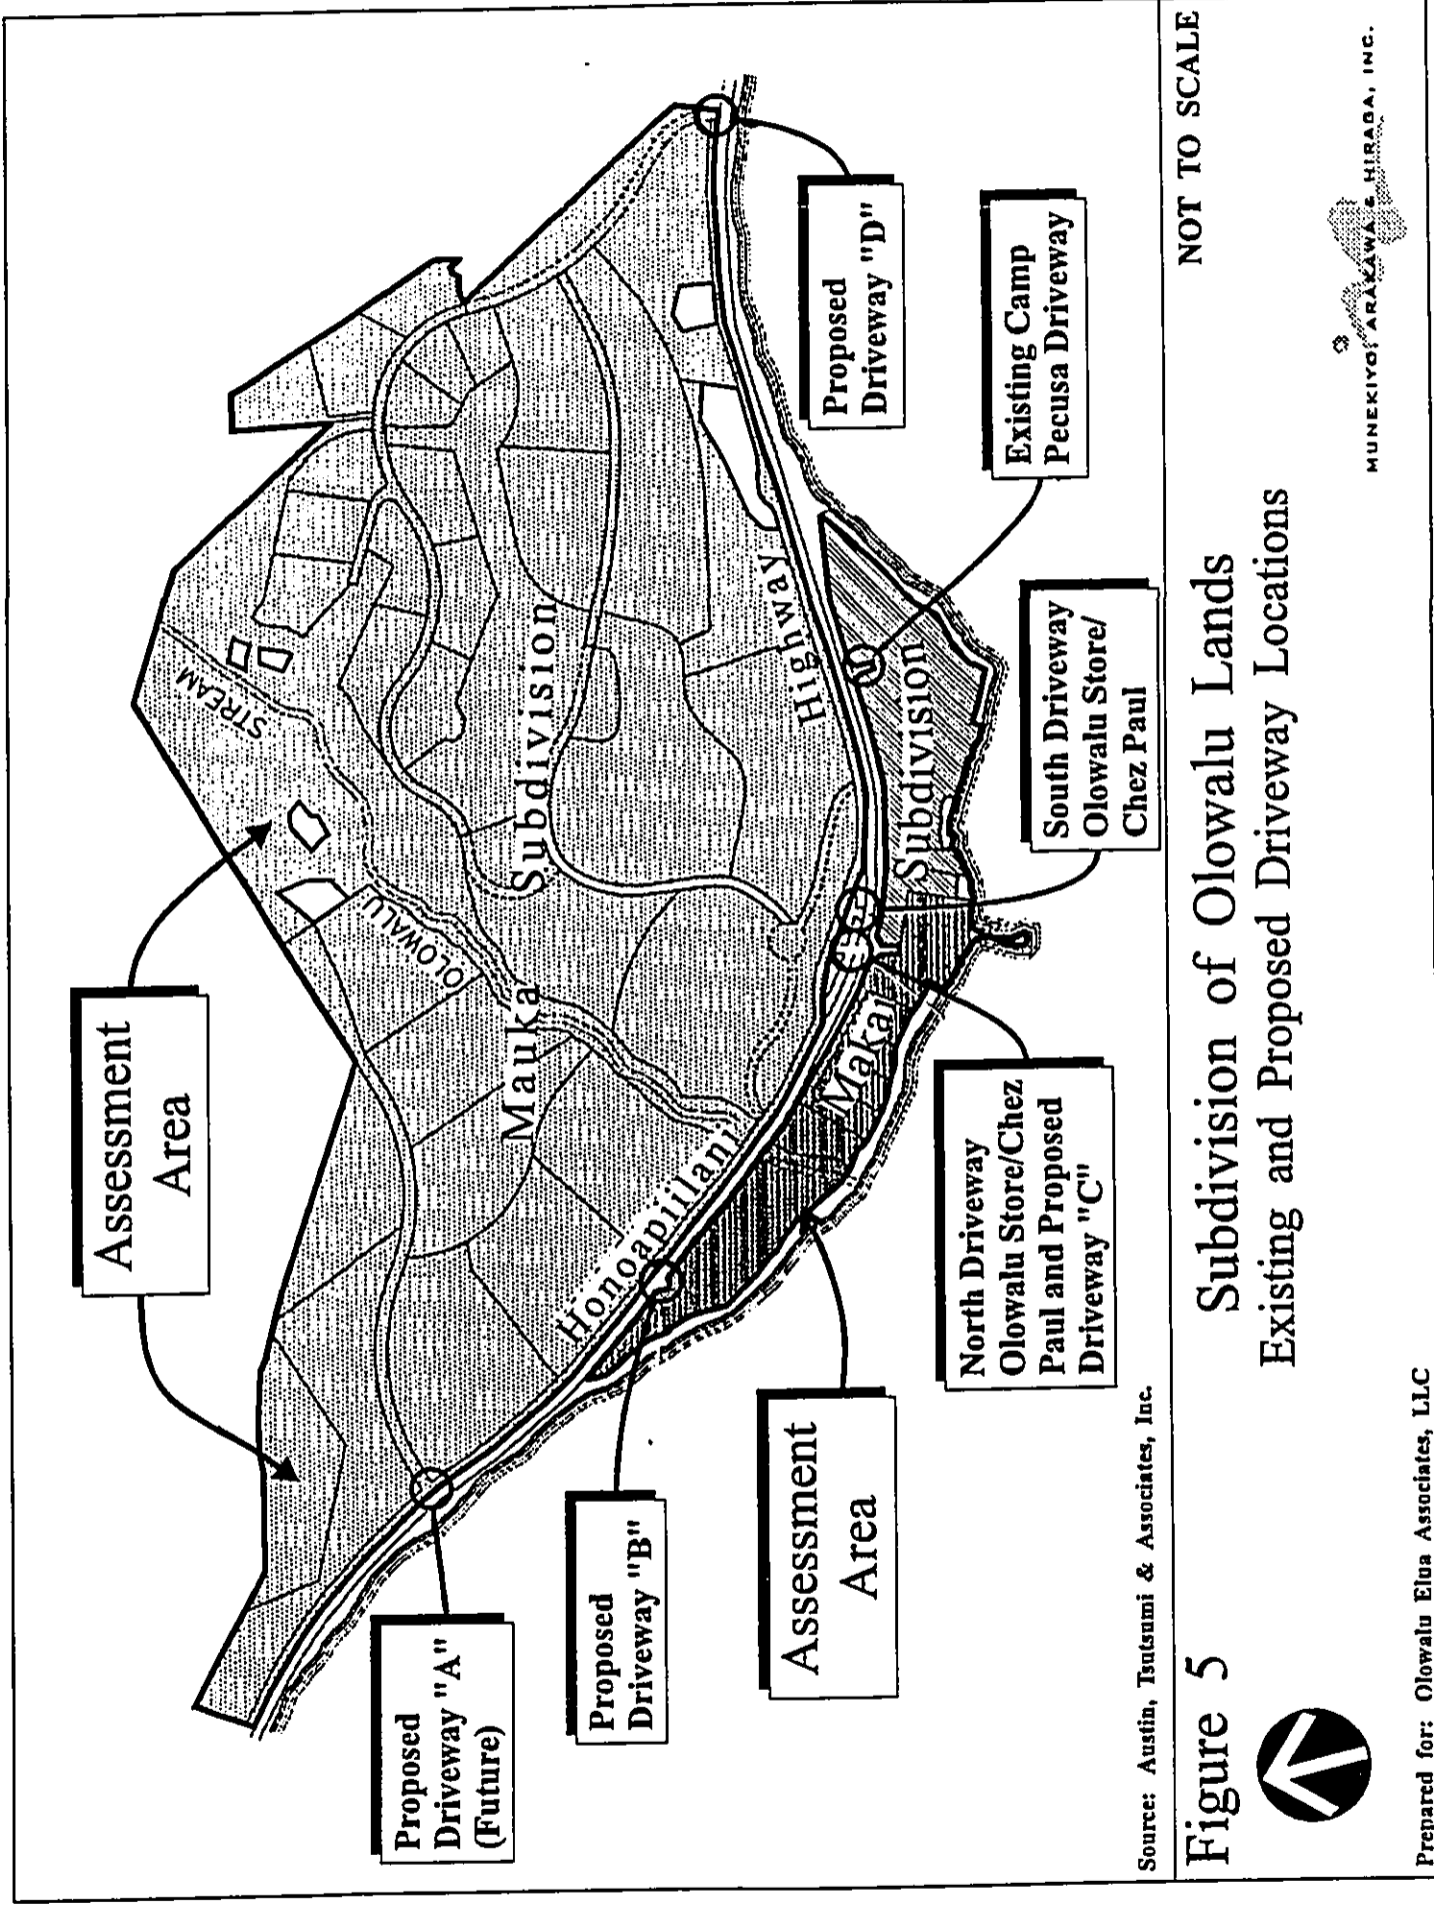 Assessment
Area
STREAM
OLOWALU
Mauka Subdivision
Honoapiilani Highway
Makai Subdivision
Proposed
Driveway "A"
(Future)
Proposed
Driveway "B"
Assessment
Area
North Driveway
Olowalu Store/Chez
Paul and Proposed
Driveway "C"
South Driveway
Olowalu Store/
Chez Paul
Existing Camp
Pecusa Driveway
Proposed
Driveway "D"
Source: Austin, Tsutsumi & Associates, Inc.
Figure 5
Subdivision of Olowalu Lands
Existing and Proposed Driveway Locations
NOT TO SCALE
Prepared for: Olowalu Elua Associates, LLC
MUNEKIYO, ARAKAWA & HIRAGA, INC.